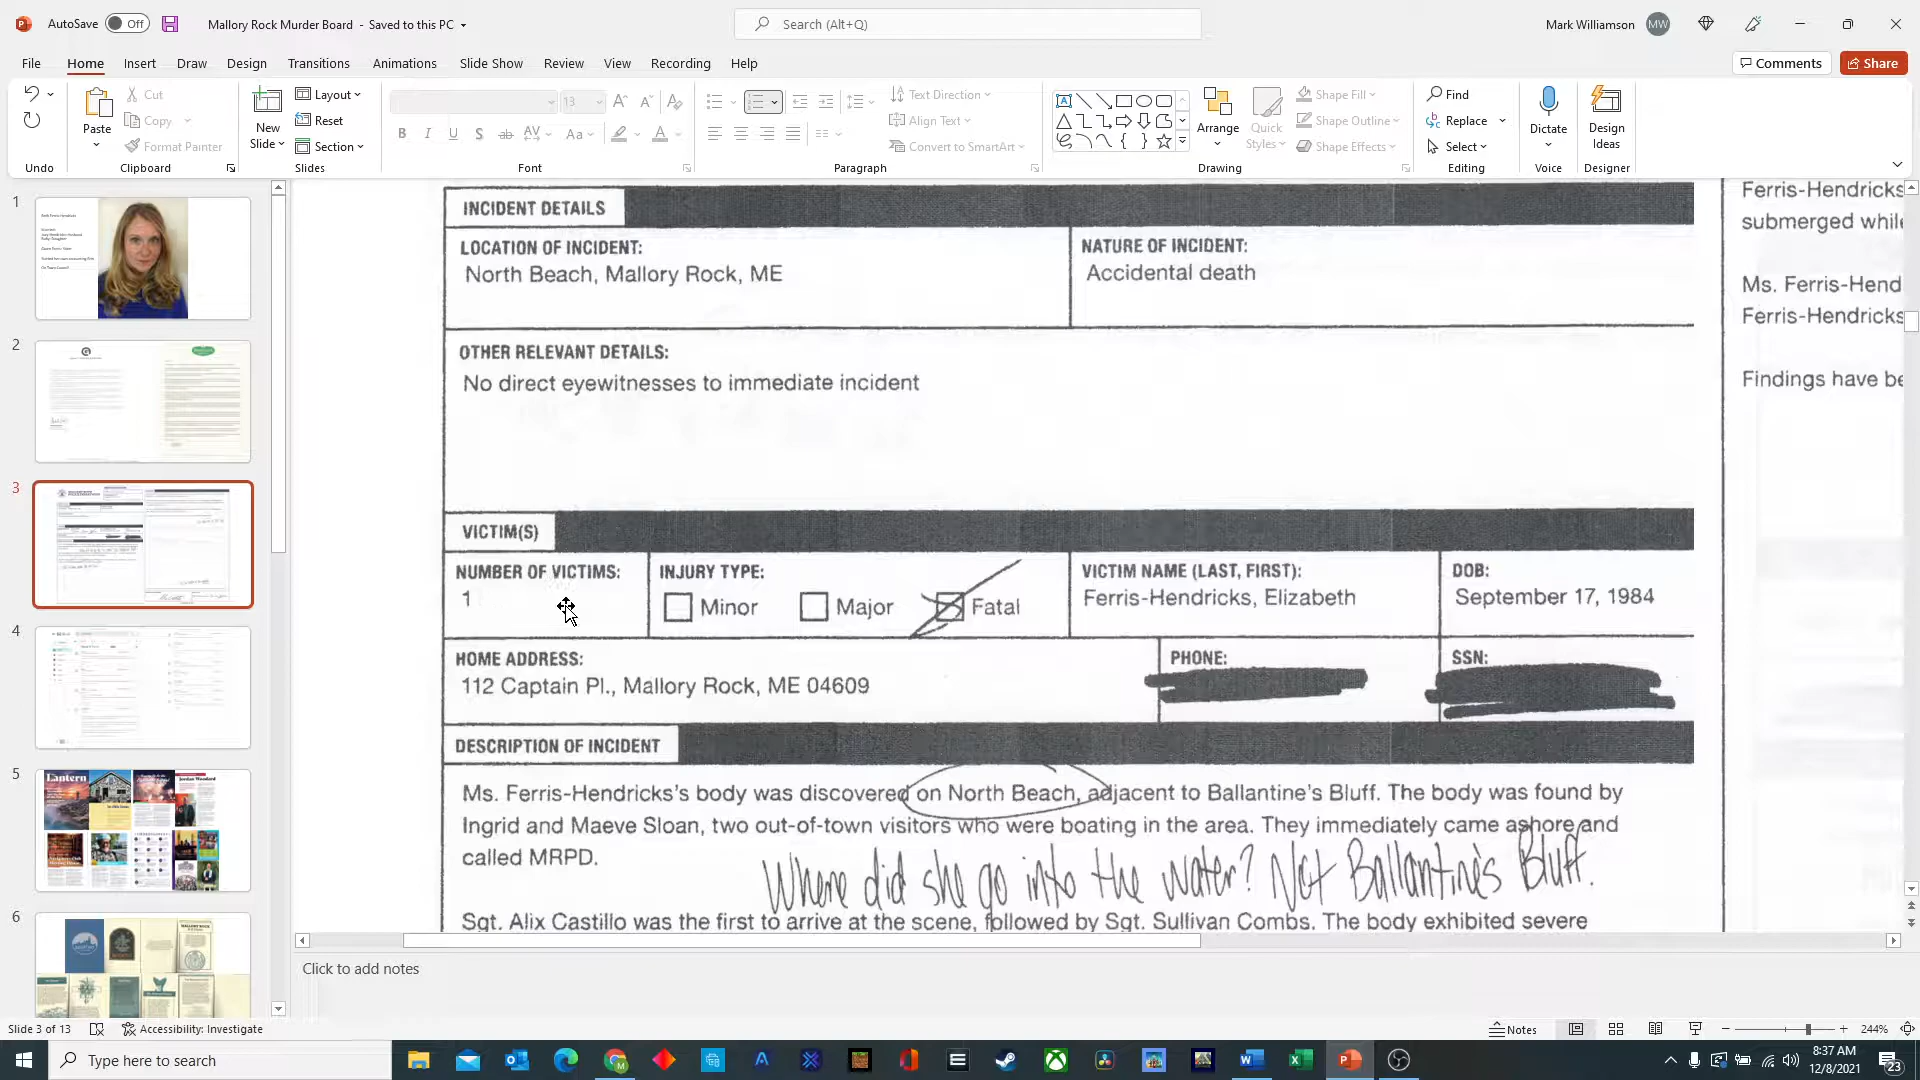 AutoSave Off Mallory Rock Murder Board - Saved to this PC Search (Alt+Q) Mark Williamson MW
File Home Insert Draw Design Transitions Animations Slide Show Review View Recording Help Comments Share
Cut Layout 13 Text Direction Shape Fill Find
Copy Reset Align Text Shape Outline Replace
Format Painter Section Convert to SmartArt Shape Effects Select
Paste New Slide Arrange Quick Styles Dictate Design Ideas
Undo Clipboard Slides Font Paragraph Drawing Editing Voice Designer
1
2
3
4
5
Lantern
6
INCIDENT DETAILS
LOCATION OF INCIDENT:
North Beach, Mallory Rock, ME
NATURE OF INCIDENT:
Accidental death
OTHER RELEVANT DETAILS:
No direct eyewitnesses to immediate incident
VICTIM(S)
NUMBER OF VICTIMS:
1
INJURY TYPE:
Minor Major Fatal
VICTIM NAME (LAST, FIRST):
Ferris-Hendricks, Elizabeth
DOB:
September 17, 1984
HOME ADDRESS:
112 Captain Pl., Mallory Rock, ME 04609
PHONE:
SSN:
DESCRIPTION OF INCIDENT
Ms. Ferris-Hendricks's body was discovered on North Beach, adjacent to Ballantine's Bluff. The body was found by
Ingrid and Maeve Sloan, two out-of-town visitors who were boating in the area. They immediately came ashore and
called MRPD.
Where did she go into the water? Not Ballantine's Bluff.
Sgt. Alix Castillo was the first to arrive at the scene, followed by Sgt. Sullivan Combs. The body exhibited severe
Ferris-Hendricks
submerged while
Ms. Ferris-Hend
Ferris-Hendricks
Findings have be
Click to add notes
Slide 3 of 13 Accessibility: Investigate Notes 244%
Type here to search
8:37 AM
12/8/2021
23